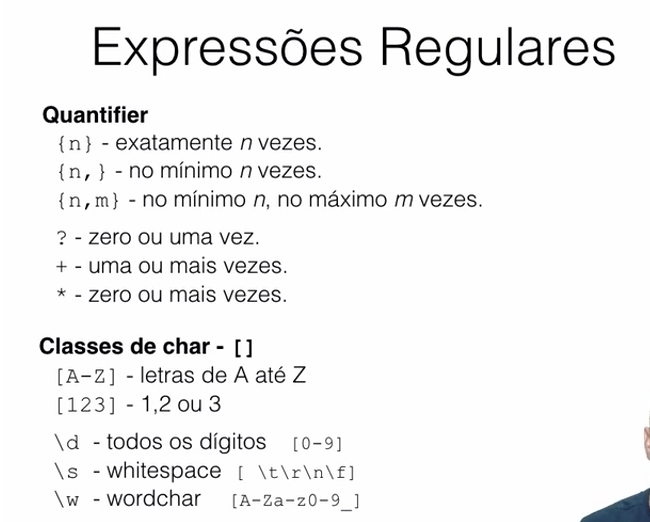 Expressões Regulares
Quantifier
{n} - exatamente n vezes.
{n,} - no mínimo n vezes.
{n,m} - no mínimo n, no máximo m vezes.
? - zero ou uma vez.
+ - uma ou mais vezes.
* - zero ou mais vezes.
Classes de char - []
[A-Z] - letras de A até Z
[123] - 1,2 ou 3
\d - todos os dígitos [0-9]
\s - whitespace [ \t\r\n\f]
\w - wordchar [A-Za-z0-9_]